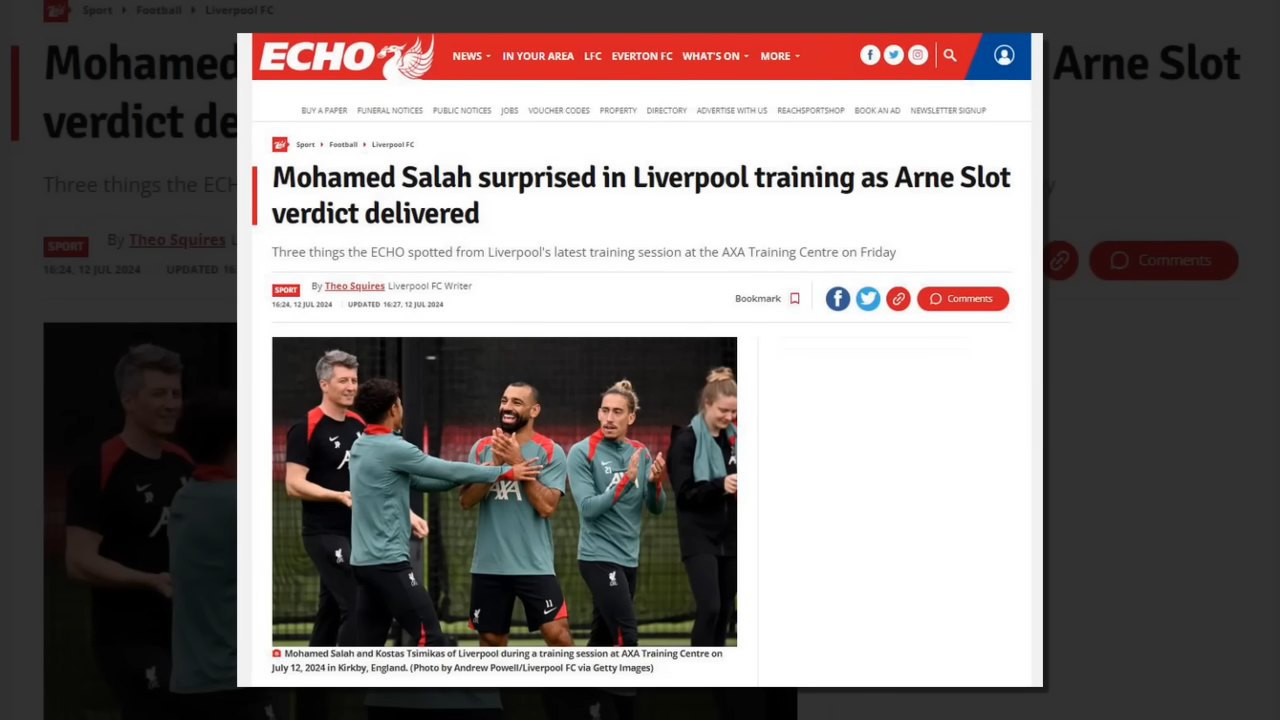 Sport Football Liverpool FC
Mohamed
Arne Slot
verdict de
Three things the ECH
SPORT By Theo Squires L
16:24, 12 JUL 2024 UPDATED 16
Comments
ECHO
NEWS IN YOUR AREA LFC EVERTON FC WHAT'S ON MORE
BUY A PAPER FUNERAL NOTICES PUBLIC NOTICES JOBS VOUCHER CODES PROPERTY DIRECTORY ADVERTISE WITH US REACHSPORTSHOP BOOK AN AD NEWSLETTER SIGNUP
Sport Football Liverpool FC
Mohamed Salah surprised in Liverpool training as Arne Slot
verdict delivered
Three things the ECHO spotted from Liverpool's latest training session at the AXA Training Centre on Friday
SPORT By Theo Squires Liverpool FC Writer
16:24, 12 JUL 2024 UPDATED 16:27, 12 JUL 2024
Bookmark
Comments
AXA
21
11
Mohamed Salah and Kostas Tsimikas of Liverpool during a training session at AXA Training Centre on
July 12, 2024 in Kirkby, England. (Photo by Andrew Powell/Liverpool FC via Getty Images)